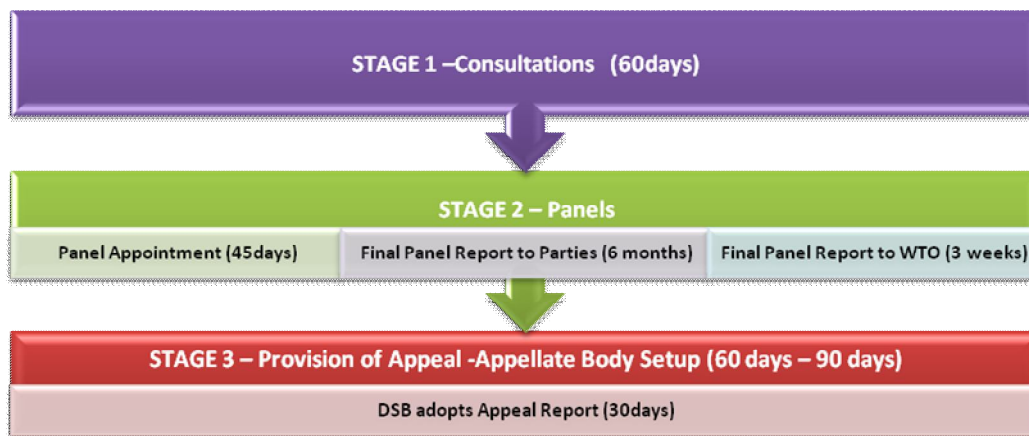 STAGE 1 –Consultations (60days)
STAGE 2 – Panels
Panel Appointment (45days)
Final Panel Report to Parties (6 months)
Final Panel Report to WTO (3 weeks)
STAGE 3 – Provision of Appeal -Appellate Body Setup (60 days – 90 days)
DSB adopts Appeal Report (30days)